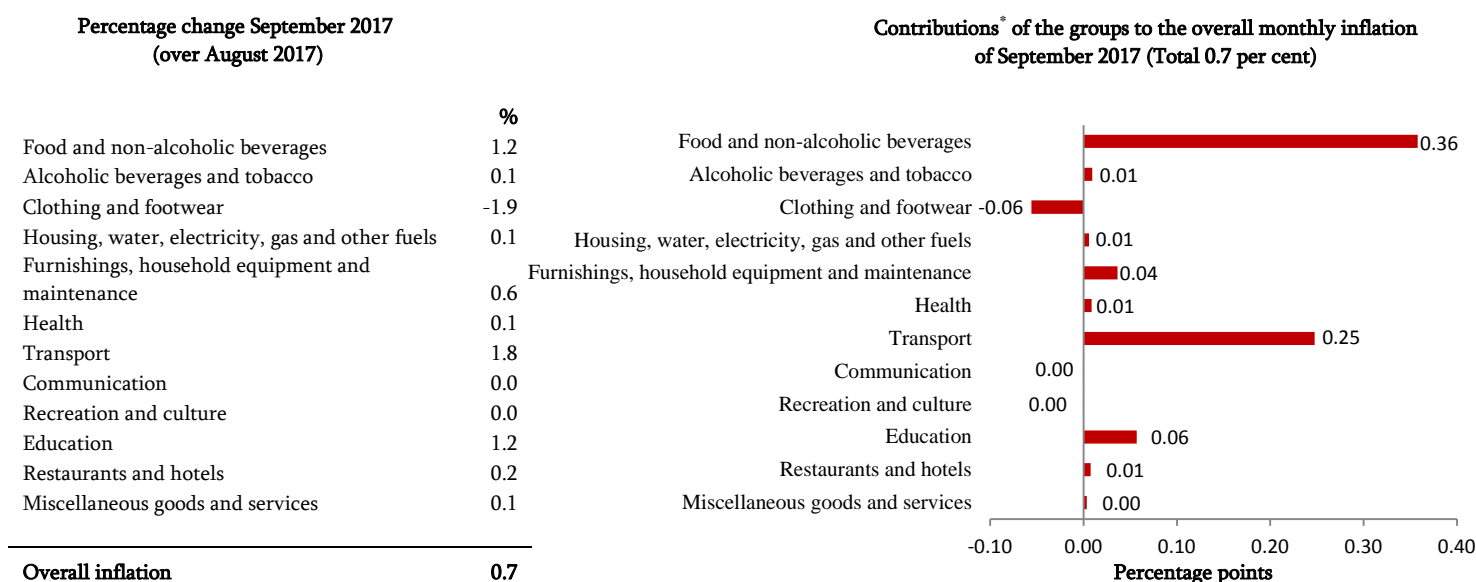 Percentage change September 2017
(over August 2017)
%
Food and non-alcoholic beverages 1.2
Alcoholic beverages and tobacco 0.1
Clothing and footwear -1.9
Housing, water, electricity, gas and other fuels 0.1
Furnishings, household equipment and
maintenance 0.6
Health 0.1
Transport 1.8
Communication 0.0
Recreation and culture 0.0
Education 1.2
Restaurants and hotels 0.2
Miscellaneous goods and services 0.1
Overall inflation 0.7
Contributions* of the groups to the overall monthly inflation
of September 2017 (Total 0.7 per cent)
Food and non-alcoholic beverages 0.36
Alcoholic beverages and tobacco 0.01
Clothing and footwear -0.06
Housing, water, electricity, gas and other fuels 0.01
Furnishings, household equipment and maintenance 0.04
Health 0.01
Transport 0.25
Communication 0.00
Recreation and culture 0.00
Education 0.06
Restaurants and hotels 0.01
Miscellaneous goods and services 0.00
-0.10 0.00 0.10 0.20 0.30 0.40
Percentage points